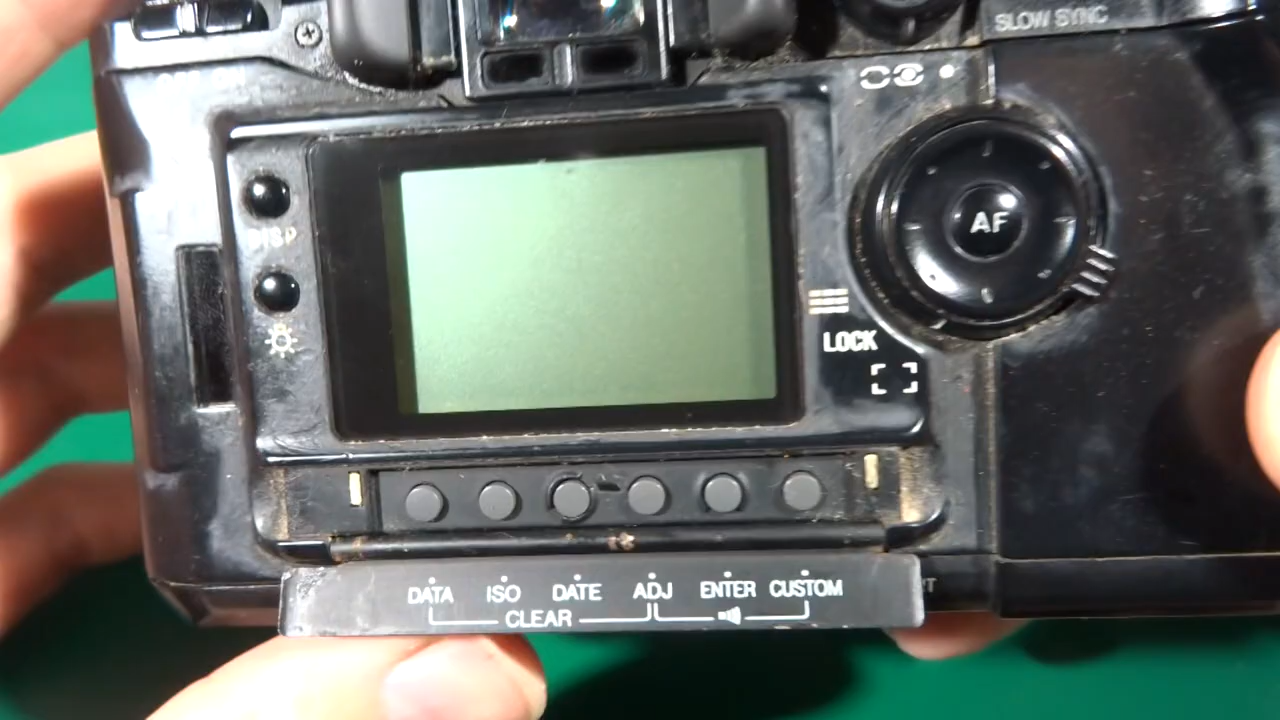 SLOW SYNC
DISP
AF
LOCK
DATA ISO DATE ADJ ENTER CUSTOM
CLEAR